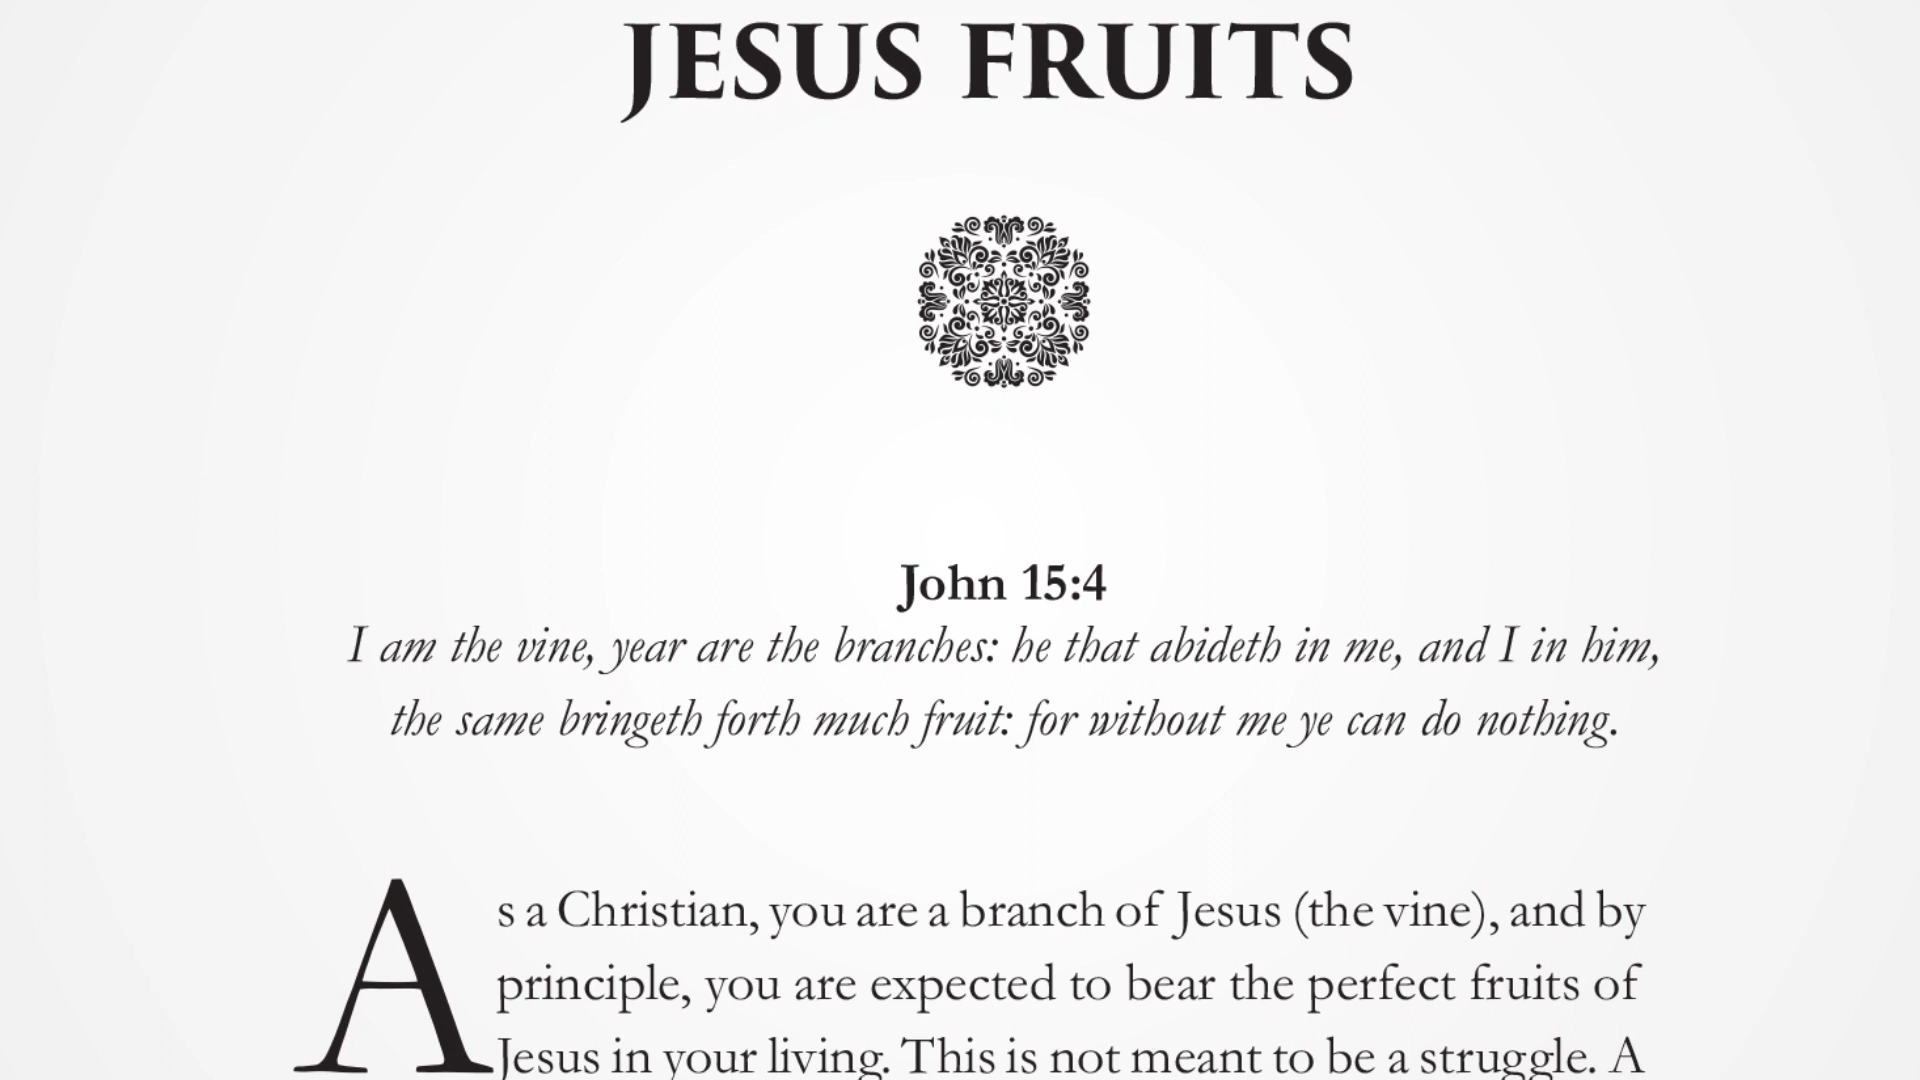 JESUS FRUITS
John 15:4
I am the vine, year are the branches: he that abideth in me, and I in him,
the same bringeth forth much fruit: for without me ye can do nothing.
As a Christian, you are a branch of Jesus (the vine), and by
principle, you are expected to bear the perfect fruits of
Jesus in your living. This is not meant to be a struggle. A